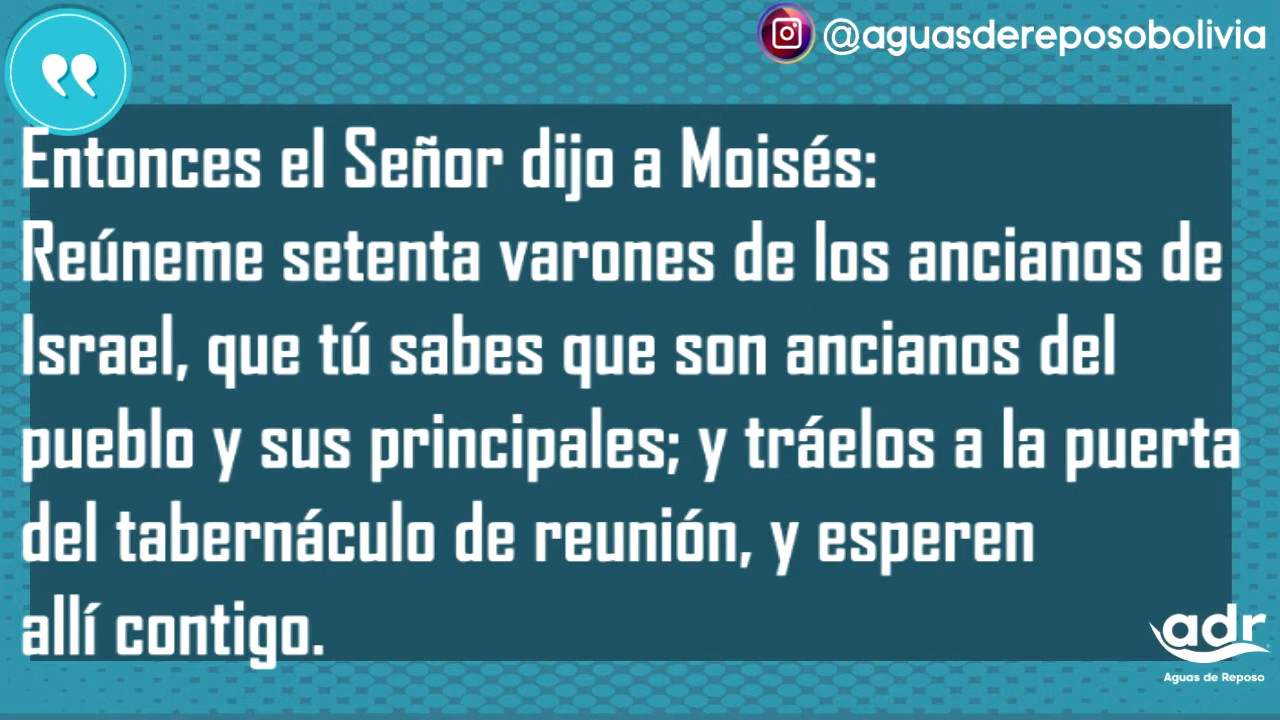 @aguasdereposobolivia
Entonces el Señor dijo a Moisés:
Reúneme setenta varones de los ancianos de
Israel, que tú sabes que son ancianos del
pueblo y sus principales; y tráelos a la puerta
del tabernáculo de reunión, y esperen
allí contigo.
adr
Aguas de Reposo